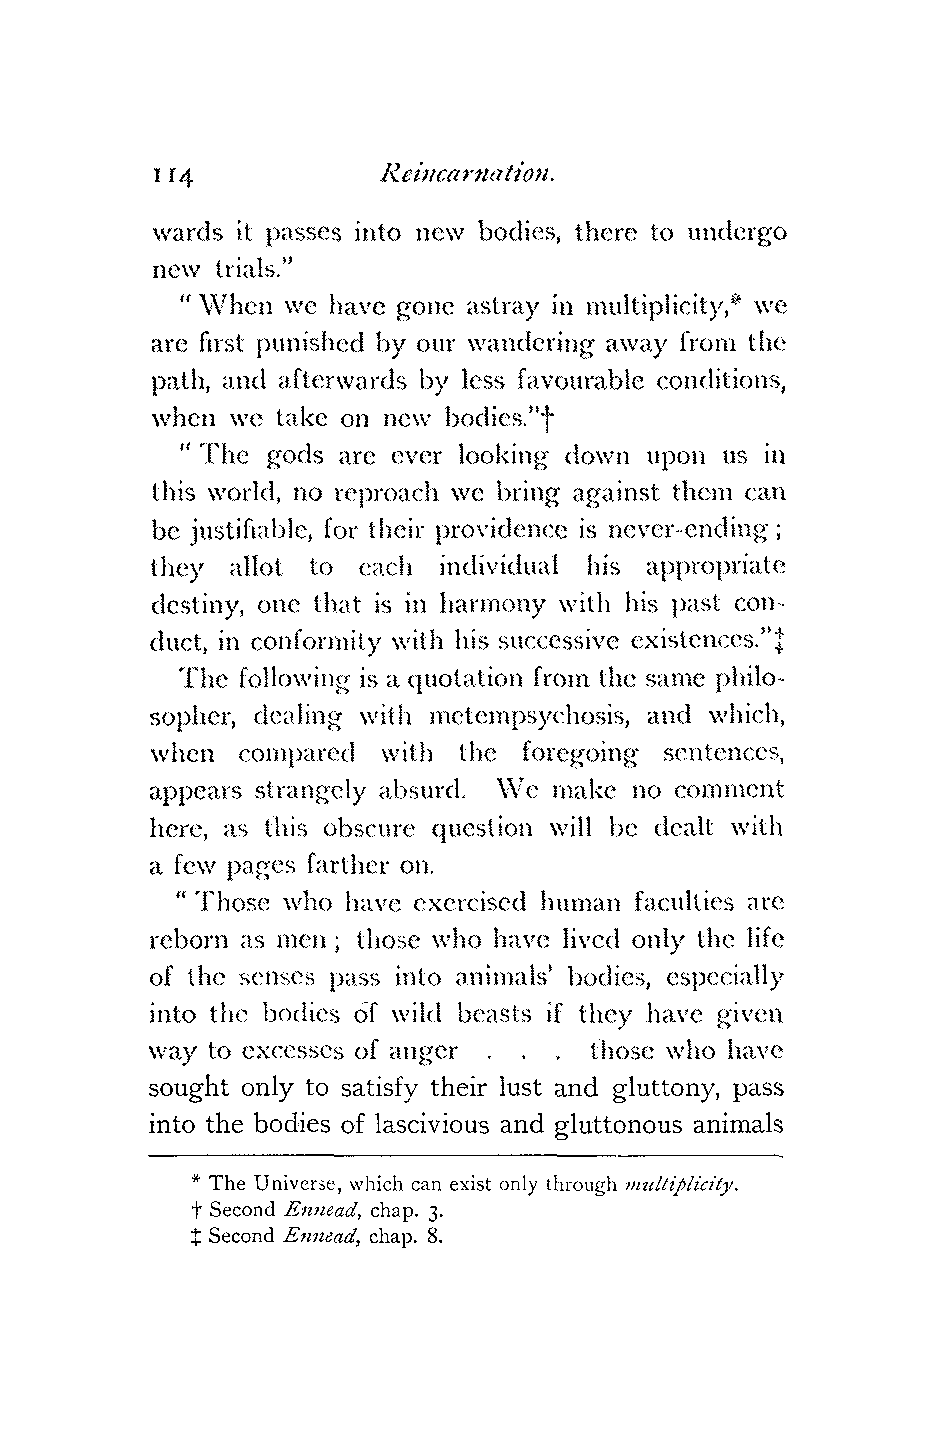 114 Reincarnation.
wards it passes into new bodies, there to undergo
new trials."
"When we have gone astray in multiplicity,* we
are first punished by our wandering away from the
path, and afterwards by less favourable conditions,
when we take on new bodies."†
"The gods are ever looking down upon us in
this world, no reproach we bring against them can
be justifiable, for their providence is never-ending;
they allot to each individual his appropriate
destiny, one that is in harmony with his past con-
duct, in conformity with his successive existences."‡
The following is a quotation from the same philo-
sopher, dealing with metempsychosis, and which,
when compared with the foregoing sentences,
appears strangely absurd. We make no comment
here, as this obscure question will be dealt with
a few pages farther on.
"Those who have exercised human faculties are
reborn as men; those who have lived only the life
of the senses pass into animals' bodies, especially
into the bodies of wild beasts if they have given
way to excesses of anger . . . those who have
sought only to satisfy their lust and gluttony, pass
into the bodies of lascivious and gluttonous animals
* The Universe, which can exist only through multiplicity.
† Second Ennead, chap. 3.
‡ Second Ennead, chap. 8.